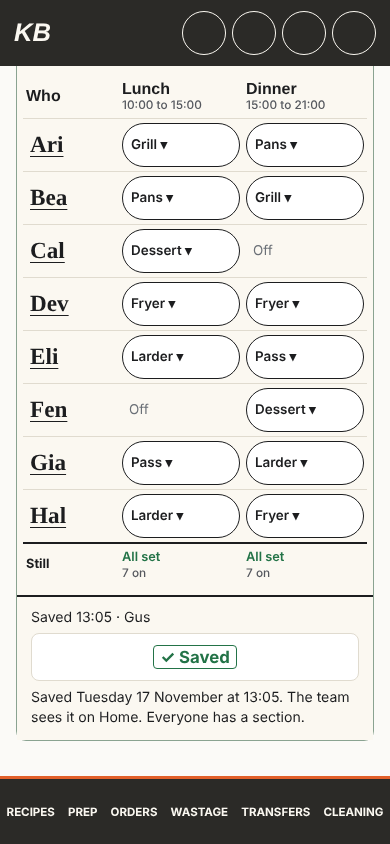 KB
Who Lunch Dinner
10:00 to 15:00 15:00 to 21:00
Ari Grill ▾ Pans ▾
Bea Pans ▾ Grill ▾
Cal Dessert ▾ Off
Dev Fryer ▾ Fryer ▾
Eli Larder ▾ Pass ▾
Fen Off Dessert ▾
Gia Pass ▾ Larder ▾
Hal Larder ▾ Fryer ▾
Still All set All set
7 on 7 on
Saved 13:05 · Gus
✓ Saved
Saved Tuesday 17 November at 13:05. The team
sees it on Home. Everyone has a section.
RECIPES PREP ORDERS WASTAGE TRANSFERS CLEANING